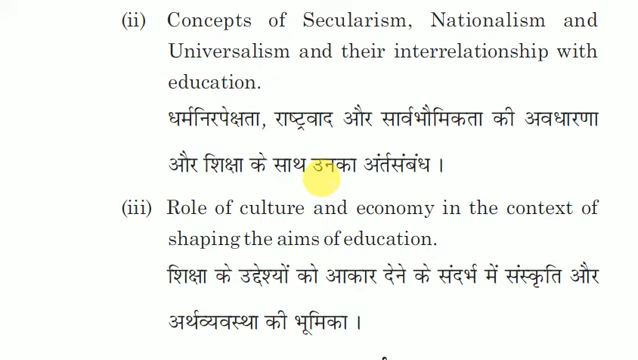 (ii) Concepts of Secularism, Nationalism and
Universalism and their interrelationship with
education.
धर्मनिरपेक्षता, राष्ट्रवाद और सार्वभौमिकता की अवधारणा
और शिक्षा के साथ उनका अंर्तसंबंध ।
(iii) Role of culture and economy in the context of
shaping the aims of education.
शिक्षा के उद्देश्यों को आकार देने के संदर्भ में संस्कृति और
अर्थव्यवस्था की भूमिका ।